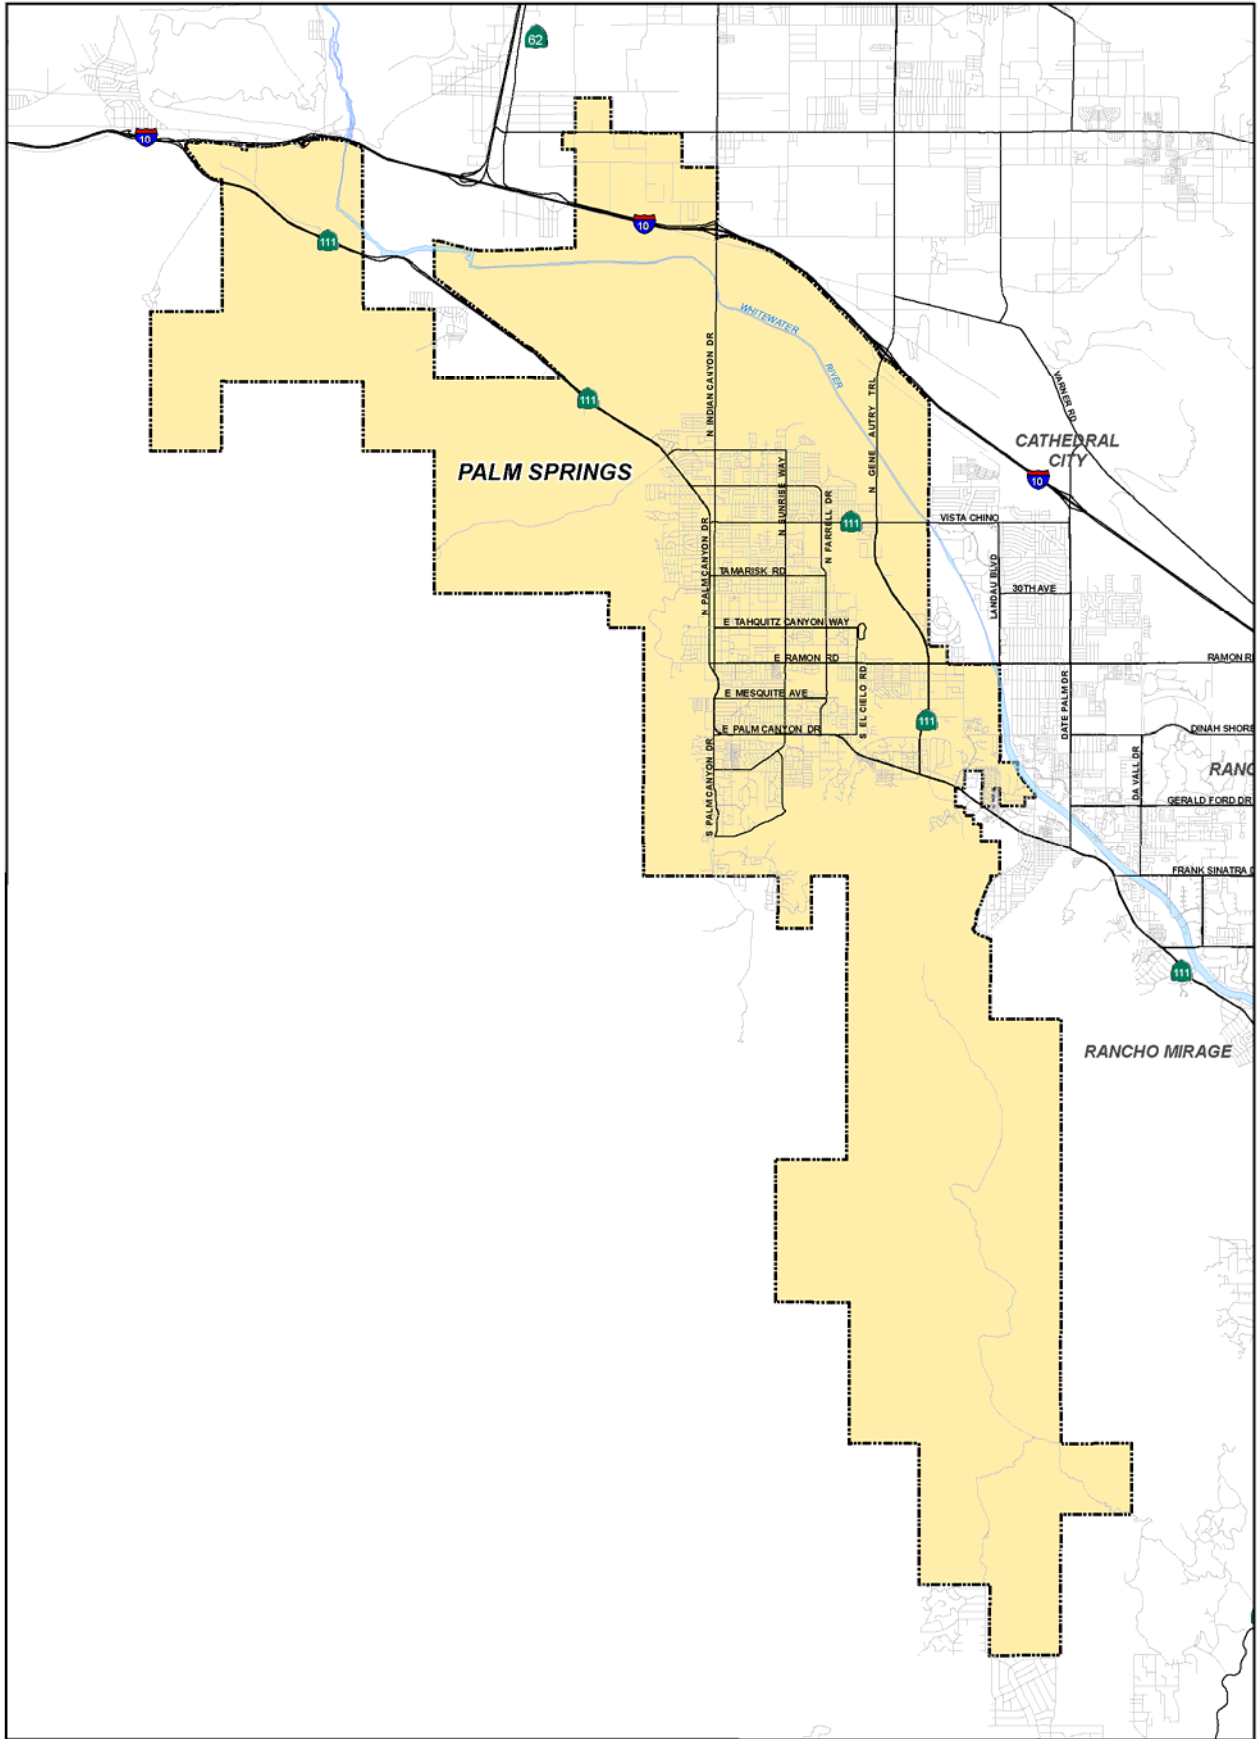 62
10
111
10
WHITEWATER
RIVER
N INDIAN CANYON DR
N GENE AUTRY TRL
VARNER RD
111
CATHEDRAL
CITY
PALM SPRINGS
10
N SUNRISE WAY
N FARRELL DR
111
VISTA CHINO
N PALM CANYON DR
LANDAU BLVD
TAMARISK RD
30TH AVE
E TAHQUITZ CANYON WAY
E RAMON RD
RAMON R
S EL CIELO RD
E MESQUITE AVE
DATE PALM DR
111
E PALM CANYON DR
DINAH SHORE
S PALM CANYON DR
DA VALL DR
RANC
GERALD FORD DR
FRANK SINATRA D
111
RANCHO MIRAGE